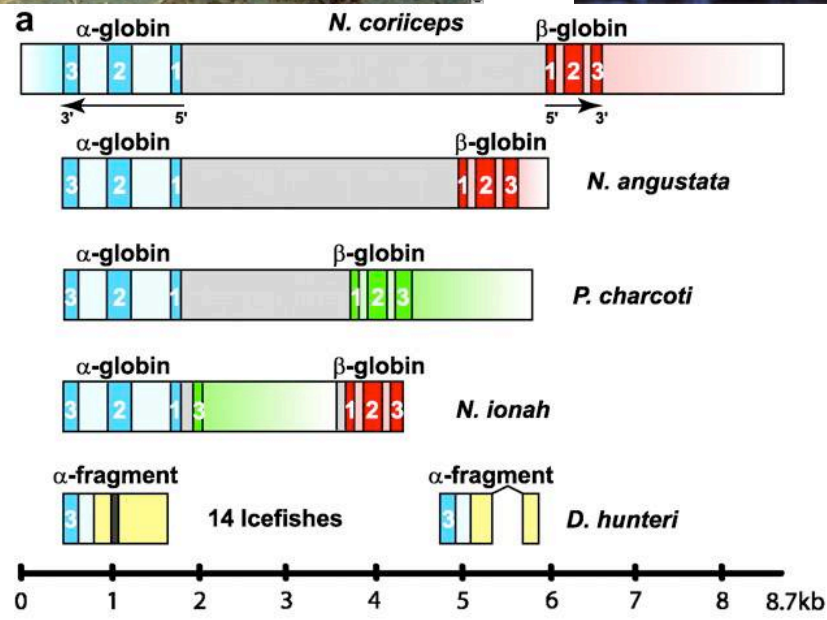 a
α-globin N. coriiceps β-globin
3 2 1 1 2 3
3' 5' 5' 3'
α-globin β-globin
3 2 1 1 2 3 N. angustata
α-globin β-globin
3 2 1 1 2 3 P. charcoti
α-globin β-globin
3 2 1 3 1 2 3 N. ionah
α-fragment α-fragment
3 14 Icefishes 3 D. hunteri
0 1 2 3 4 5 6 7 8 8.7kb